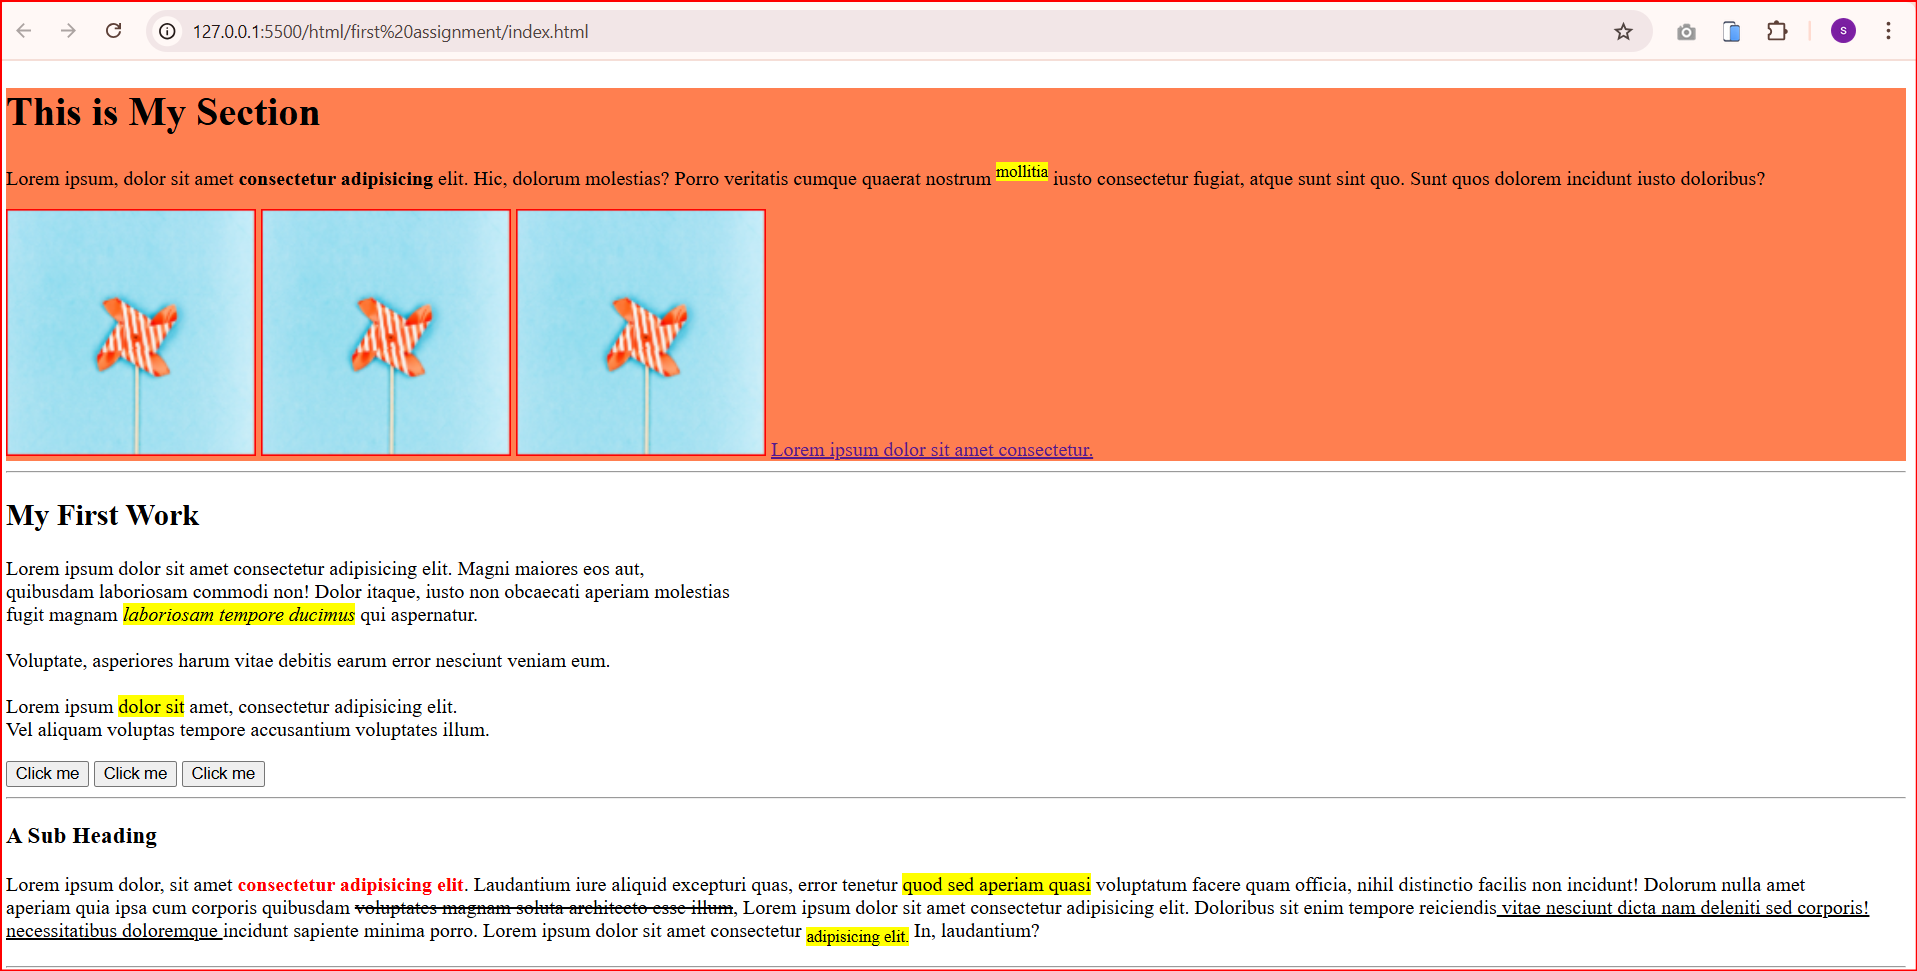 127.0.0.1:5500/html/first%20assignment/index.html
s
This is My Section
Lorem ipsum, dolor sit amet consectetur adipisicing elit. Hic, dolorum molestias? Porro veritatis cumque quaerat nostrum mollitia iusto consectetur fugiat, atque sunt sint quo. Sunt quos dolorem incidunt iusto doloribus?
Lorem ipsum dolor sit amet consectetur.
My First Work
Lorem ipsum dolor sit amet consectetur adipisicing elit. Magni maiores eos aut,
quibusdam laboriosam commodi non! Dolor itaque, iusto non obcaecati aperiam molestias
fugit magnam laboriosam tempore ducimus qui aspernatur.
Voluptate, asperiores harum vitae debitis earum error nesciunt veniam eum.
Lorem ipsum dolor sit amet, consectetur adipisicing elit.
Vel aliquam voluptas tempore accusantium voluptates illum.
Click me Click me Click me
A Sub Heading
Lorem ipsum dolor, sit amet consectetur adipisicing elit. Laudantium iure aliquid excepturi quas, error tenetur quod sed aperiam quasi voluptatum facere quam officia, nihil distinctio facilis non incidunt! Dolorum nulla amet
aperiam quia ipsa cum corporis quibusdam voluptates magnam soluta architecto esse illum, Lorem ipsum dolor sit amet consectetur adipisicing elit. Doloribus sit enim tempore reiciendis vitae nesciunt dicta nam deleniti sed corporis!
necessitatibus doloremque incidunt sapiente minima porro. Lorem ipsum dolor sit amet consectetur adipisicing elit. In, laudantium?